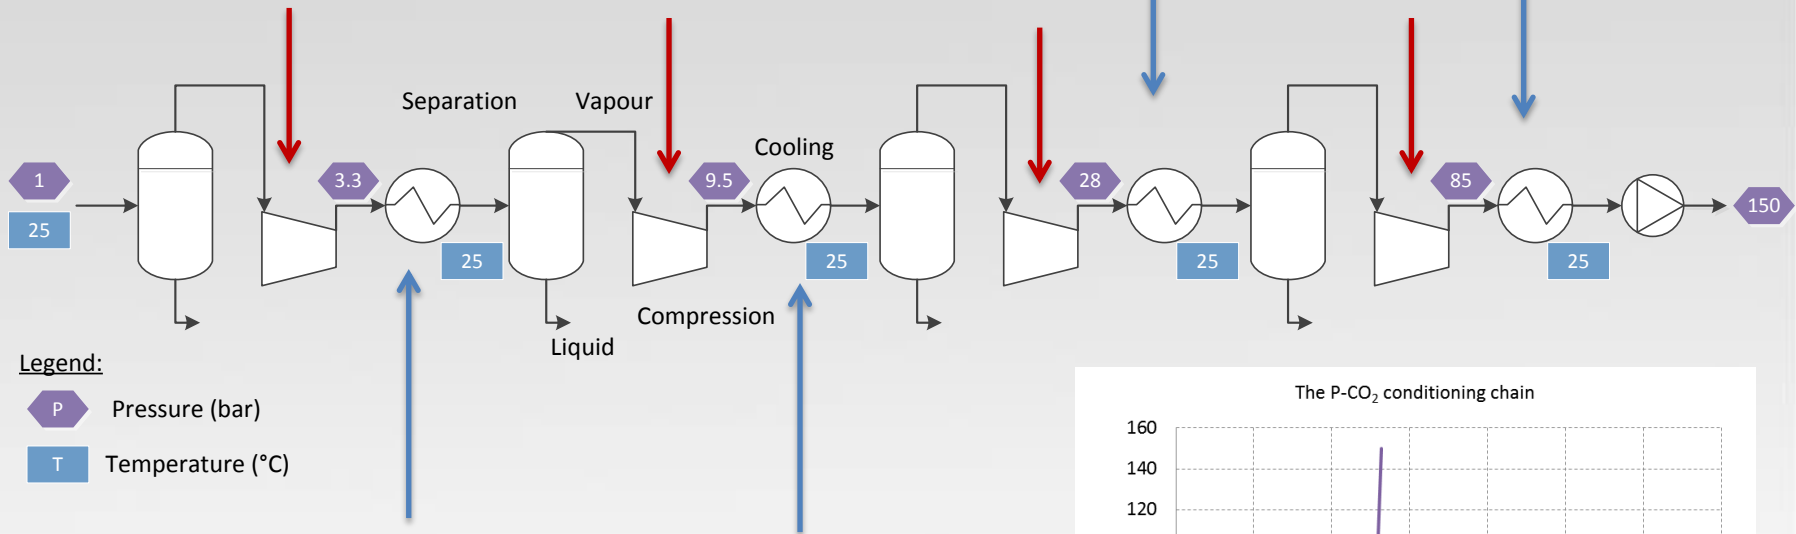 Separation
Vapour
Cooling
1
3.3
9.5
28
85
150
25
25
25
25
25
Compression
Liquid
Legend:
P Pressure (bar)
T Temperature (°C)
The P-CO₂ conditioning chain
160
140
120